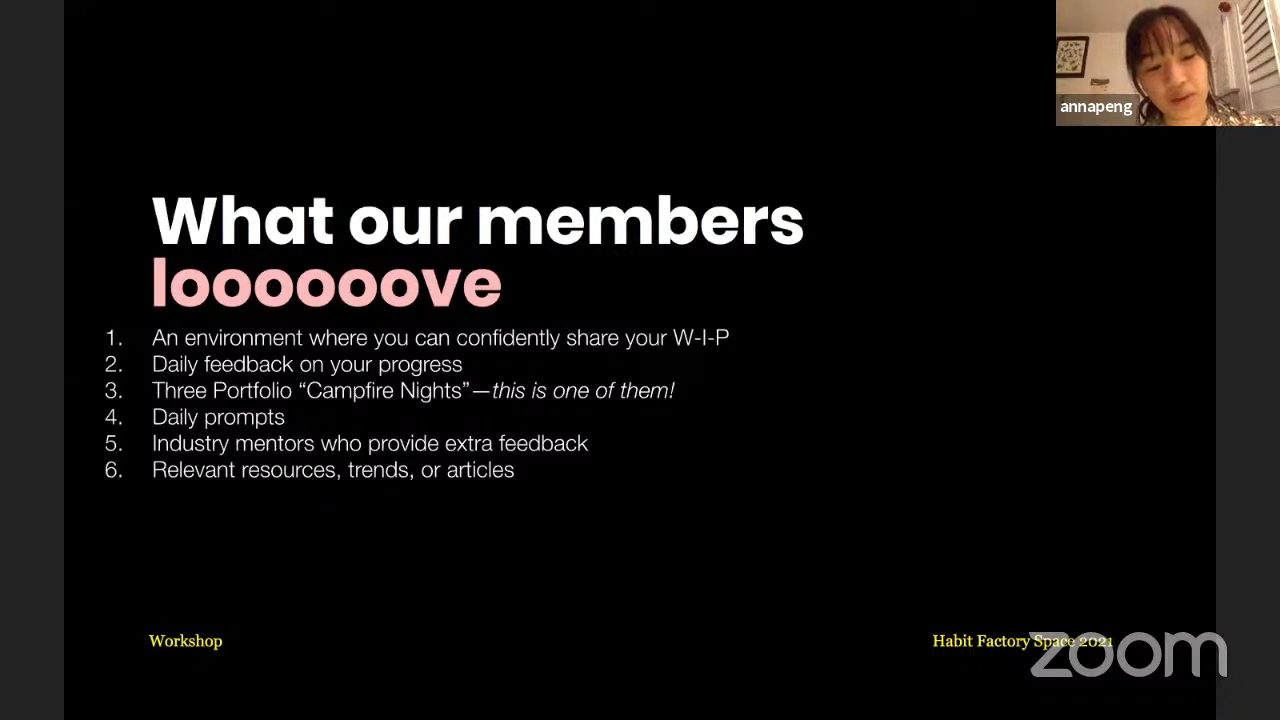 annapeng
What our members
loooooove
1. An environment where you can confidently share your W-I-P
2. Daily feedback on your progress
3. Three Portfolio “Campfire Nights”—this is one of them!
4. Daily prompts
5. Industry mentors who provide extra feedback
6. Relevant resources, trends, or articles
Workshop
Habit Factory Space 2021
zoom